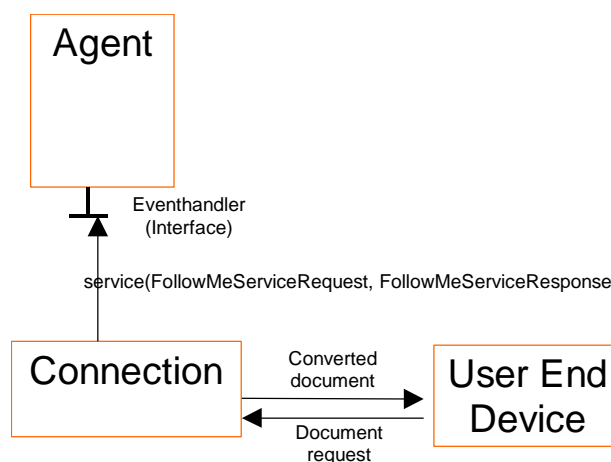 Agent
Eventhandler
(Interface)
service(FollowMeServiceRequest, FollowMeServiceResponse
Connection
Converted
document
User End
Device
Document
request